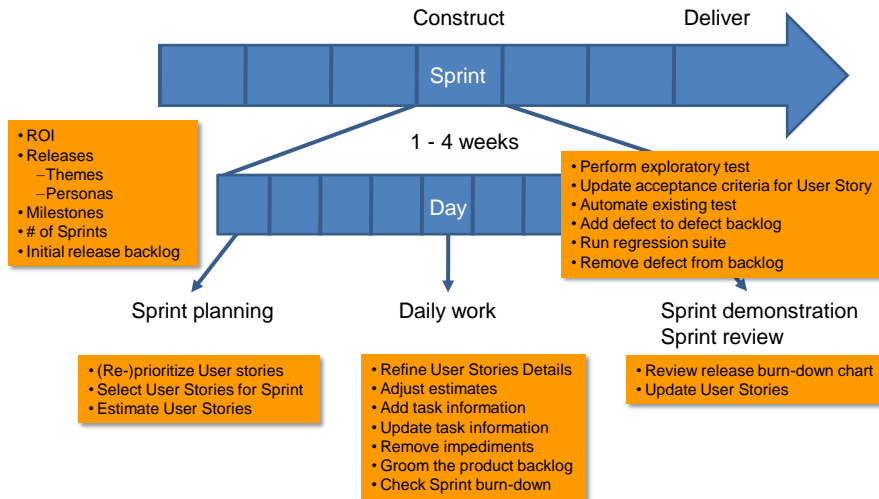 Construct
Deliver
Sprint
• ROI
• Releases
–Themes
–Personas
• Milestones
• # of Sprints
• Initial release backlog
1 - 4 weeks
• Perform exploratory test
• Update acceptance criteria for User Story
• Automate existing test
• Add defect to defect backlog
• Run regression suite
• Remove defect from backlog
Day
Sprint planning
Daily work
Sprint demonstration
Sprint review
• (Re-)prioritize User stories
• Select User Stories for Sprint
• Estimate User Stories
• Refine User Stories Details
• Adjust estimates
• Add task information
• Update task information
• Remove impediments
• Groom the product backlog
• Check Sprint burn-down
• Review release burn-down chart
• Update User Stories